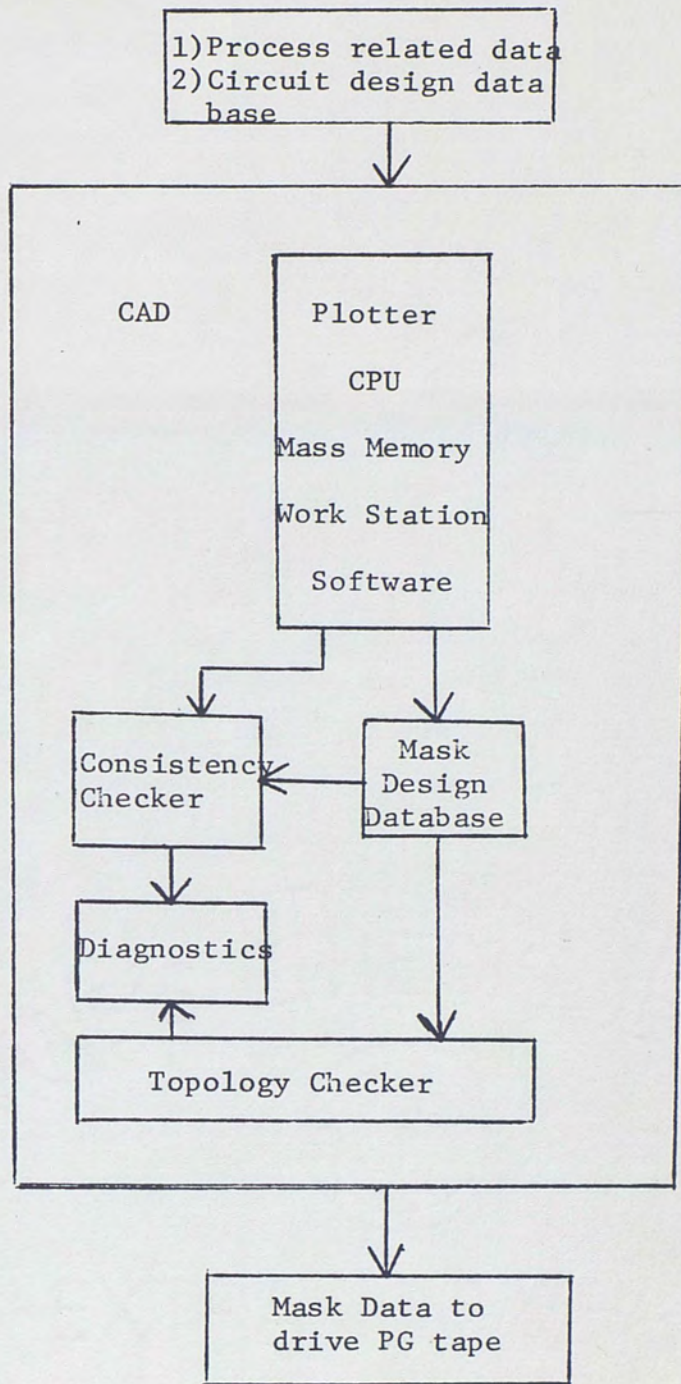 1)Process related data
2)Circuit design data
base
CAD
Plotter
CPU
Mass Memory
Work Station
Software
Consistency
Checker
Mask
Design
Database
Diagnostics
Topology Checker
Mask Data to
drive PG tape